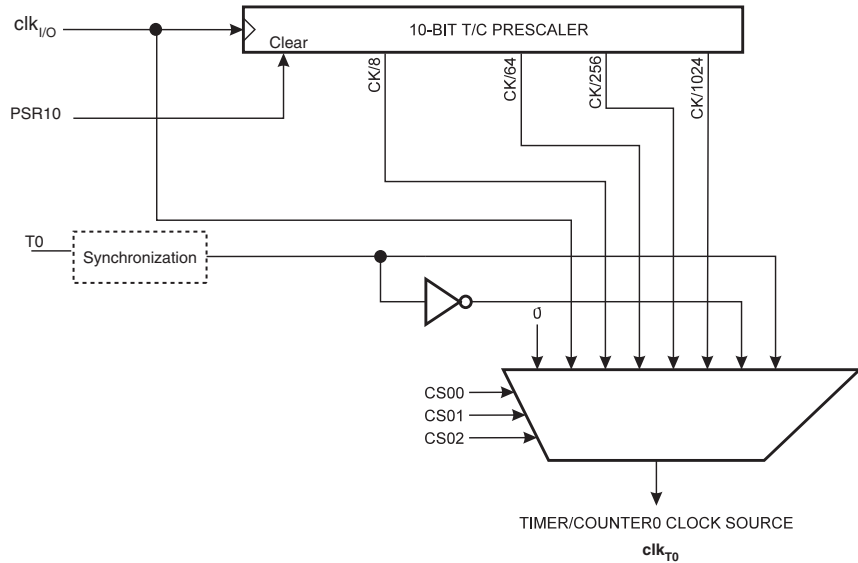 clkI/O
10-BIT T/C PRESCALER
Clear
CK/8
CK/64
CK/256
CK/1024
PSR10
T0
Synchronization
0
CS00
CS01
CS02
TIMER/COUNTER0 CLOCK SOURCE
clkT0